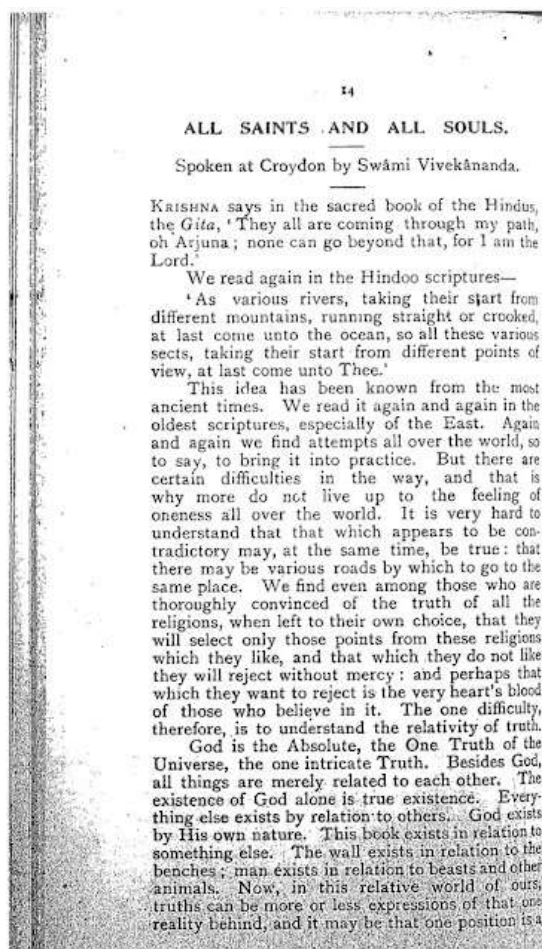 14
ALL SAINTS AND ALL SOULS.
Spoken at Croydon by Swâmi Vivekânanda.
KRISHNA says in the sacred book of the Hindus,
the Gita, ‘They all are coming through my path,
oh Arjuna; none can go beyond that, for I am the
Lord.’
We read again in the Hindoo scriptures—
‘As various rivers, taking their start from
different mountains, running straight or crooked,
at last come unto the ocean, so all these various
sects, taking their start from different points of
view, at last come unto Thee.’
This idea has been known from the most
ancient times. We read it again and again in the
oldest scriptures, especially of the East. Again
and again we find attempts all over the world, so
to say, to bring it into practice. But there are
certain difficulties in the way, and that is
why more do not live up to the feeling of
oneness all over the world. It is very hard to
understand that that which appears to be con-
tradictory may, at the same time, be true: that
there may be various roads by which to go to the
same place. We find even among those who are
thoroughly convinced of the truth of all the
religions, when left to their own choice, that they
will select only those points from these religions
which they like, and that which they do not like
they will reject without mercy: and perhaps that
which they want to reject is the very heart's blood
of those who believe in it. The one difficulty,
therefore, is to understand the relativity of truth.
God is the Absolute, the One Truth of the
Universe, the one intricate Truth. Besides God,
all things are merely related to each other. The
existence of God alone is true existence. Every-
thing else exists by relation to others. God exists
by His own nature. This book exists in relation to
something else. The wall exists in relation to the
benches; man exists in relation to beasts and other
animals. Now, in this relative world of ours,
truths can be more or less expressions of that one
reality behind, and it may be that one position is a